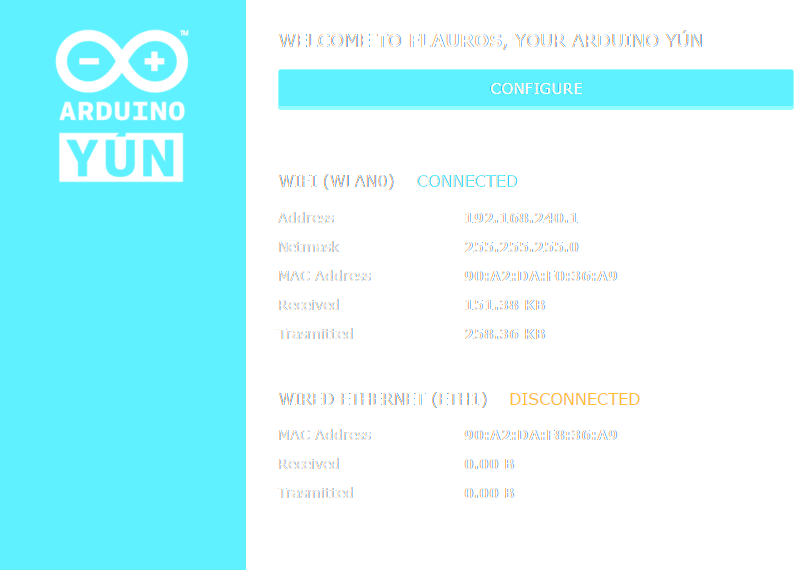 ARDUINO
YÚN
WELCOME TO FLAUROS, YOUR ARDUINO YÚN
CONFIGURE
WIFI (WLAN0) CONNECTED
Address 192.168.240.1
Netmask 255.255.255.0
MAC Address 90:A2:DA:F0:36:A9
Received 151.38 KB
Trasmitted 258.36 KB
WIRED ETHERNET (ETH1) DISCONNECTED
MAC Address 90:A2:DA:F8:36:A9
Received 0.00 B
Trasmitted 0.00 B